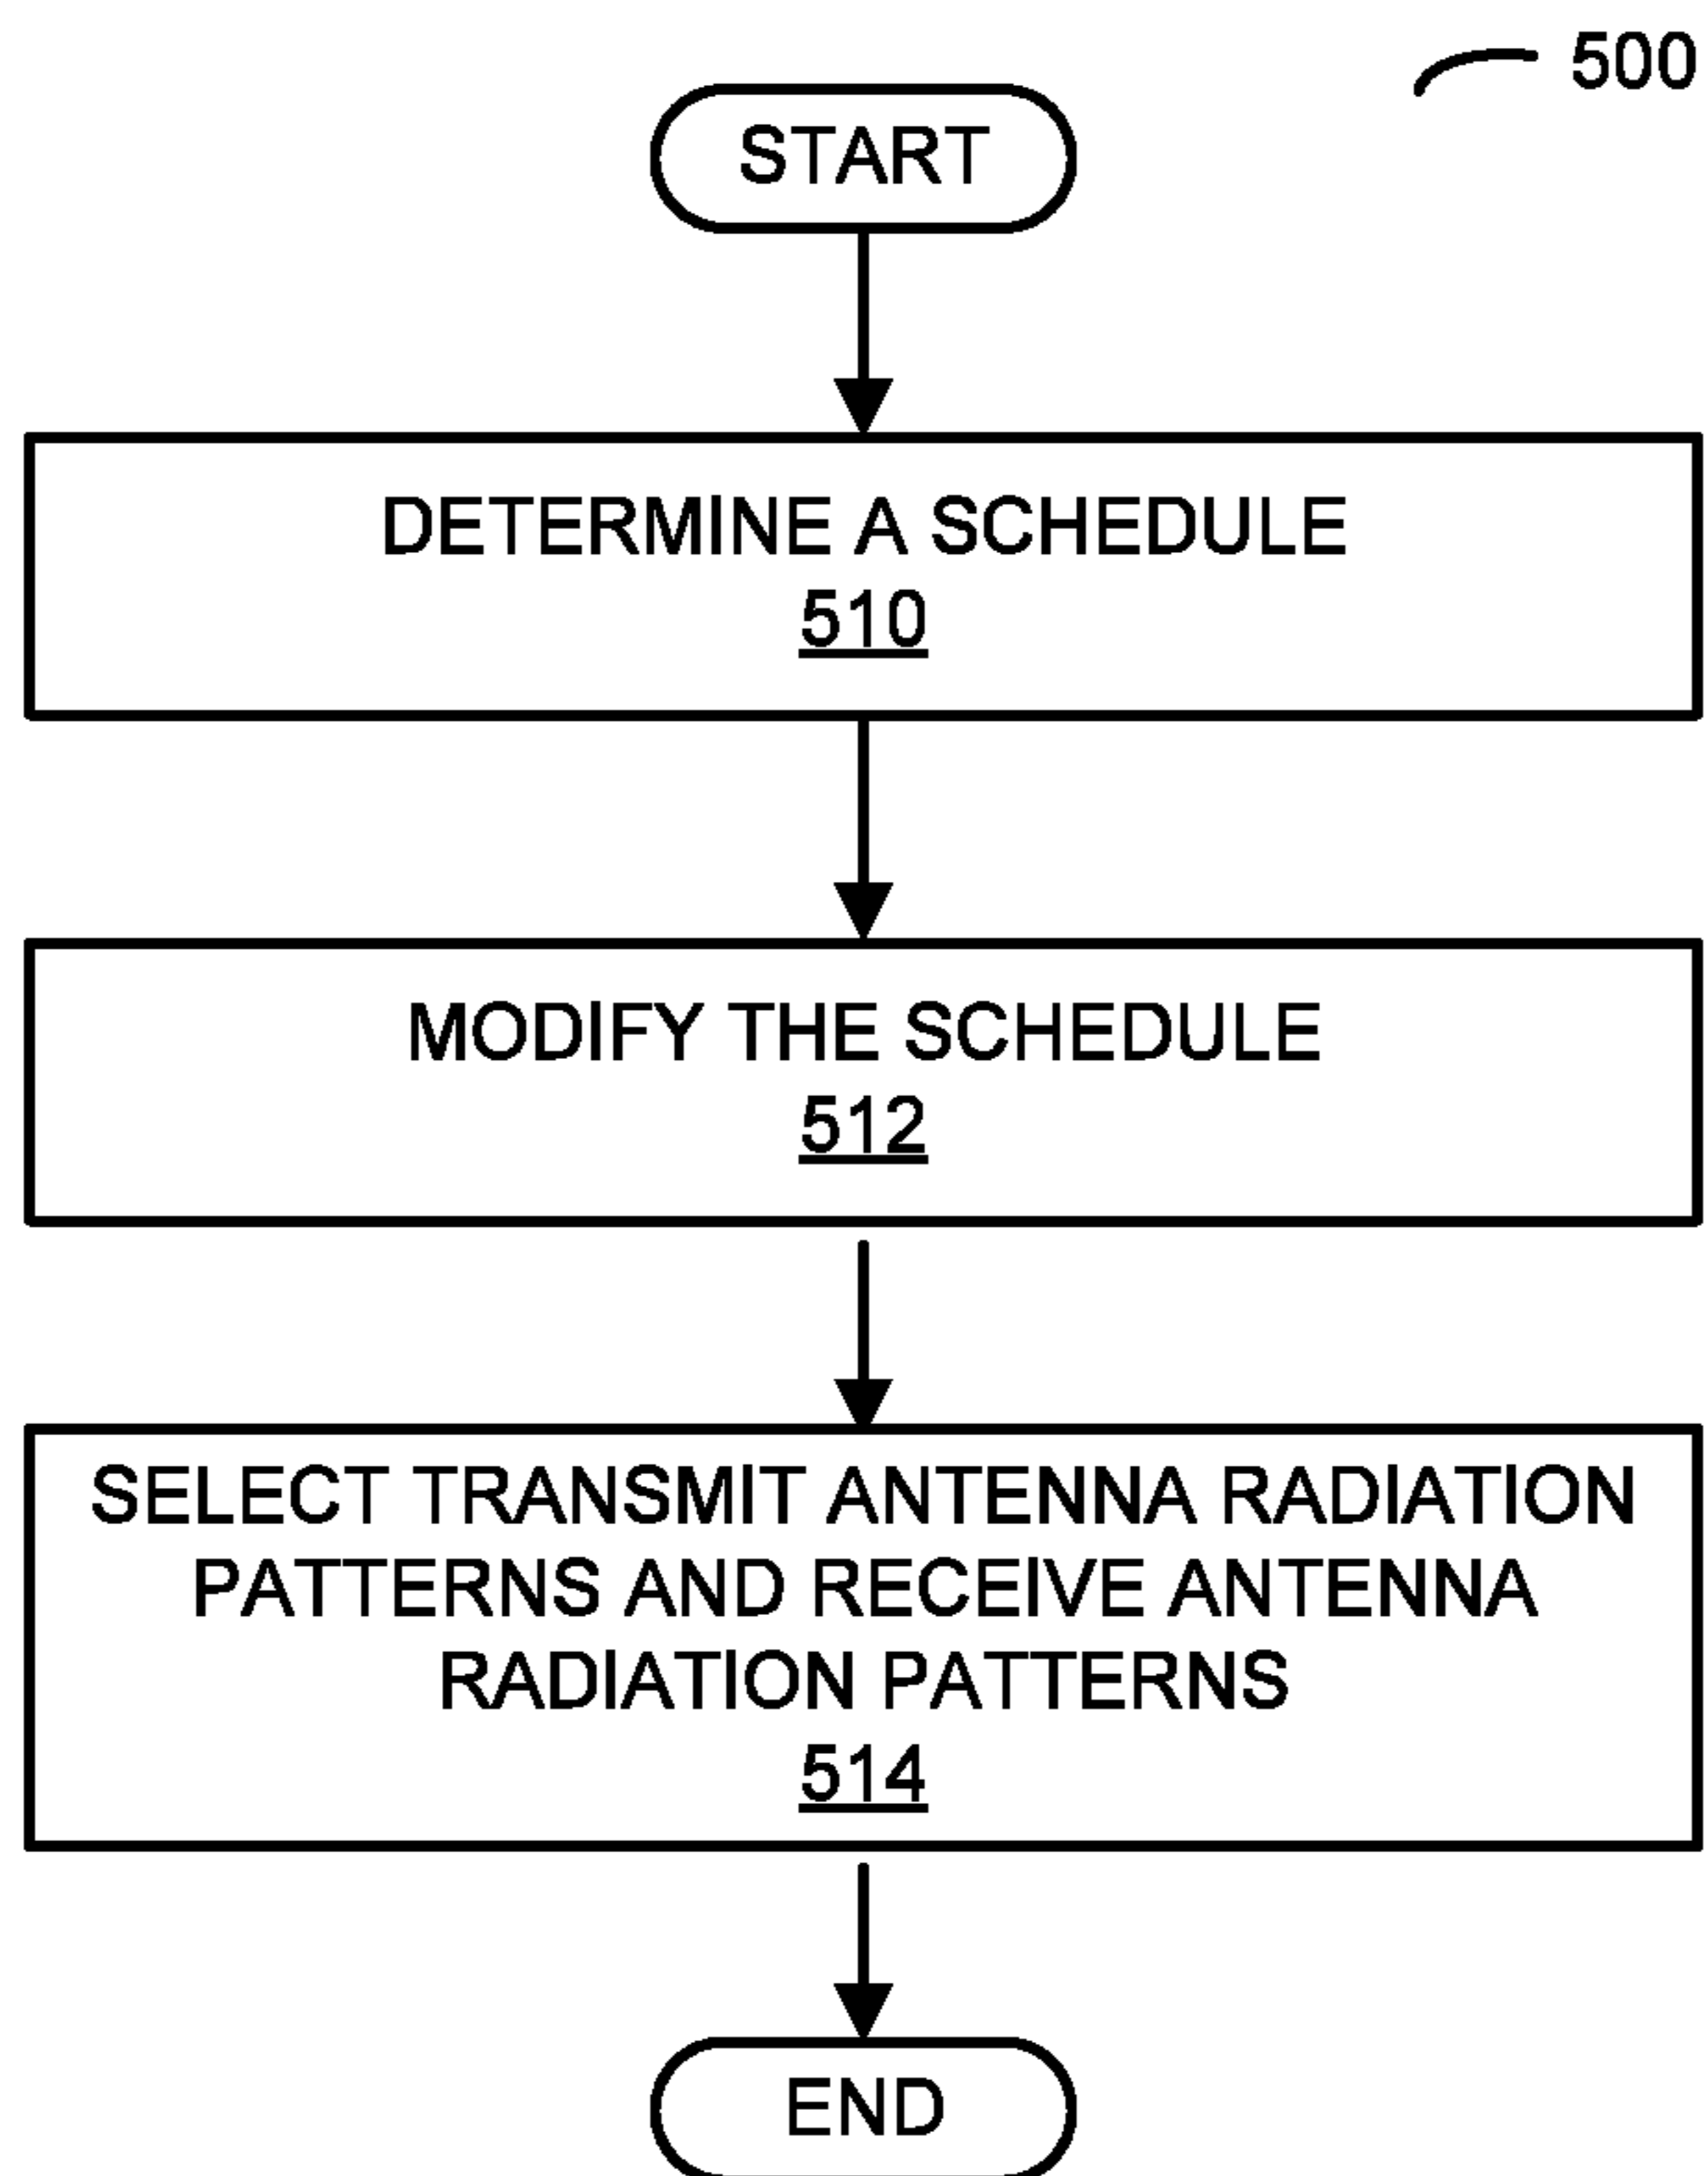 500
START
DETERMINE A SCHEDULE
510
MODIFY THE SCHEDULE
512
SELECT TRANSMIT ANTENNA RADIATION
PATTERNS AND RECEIVE ANTENNA
RADIATION PATTERNS
514
END